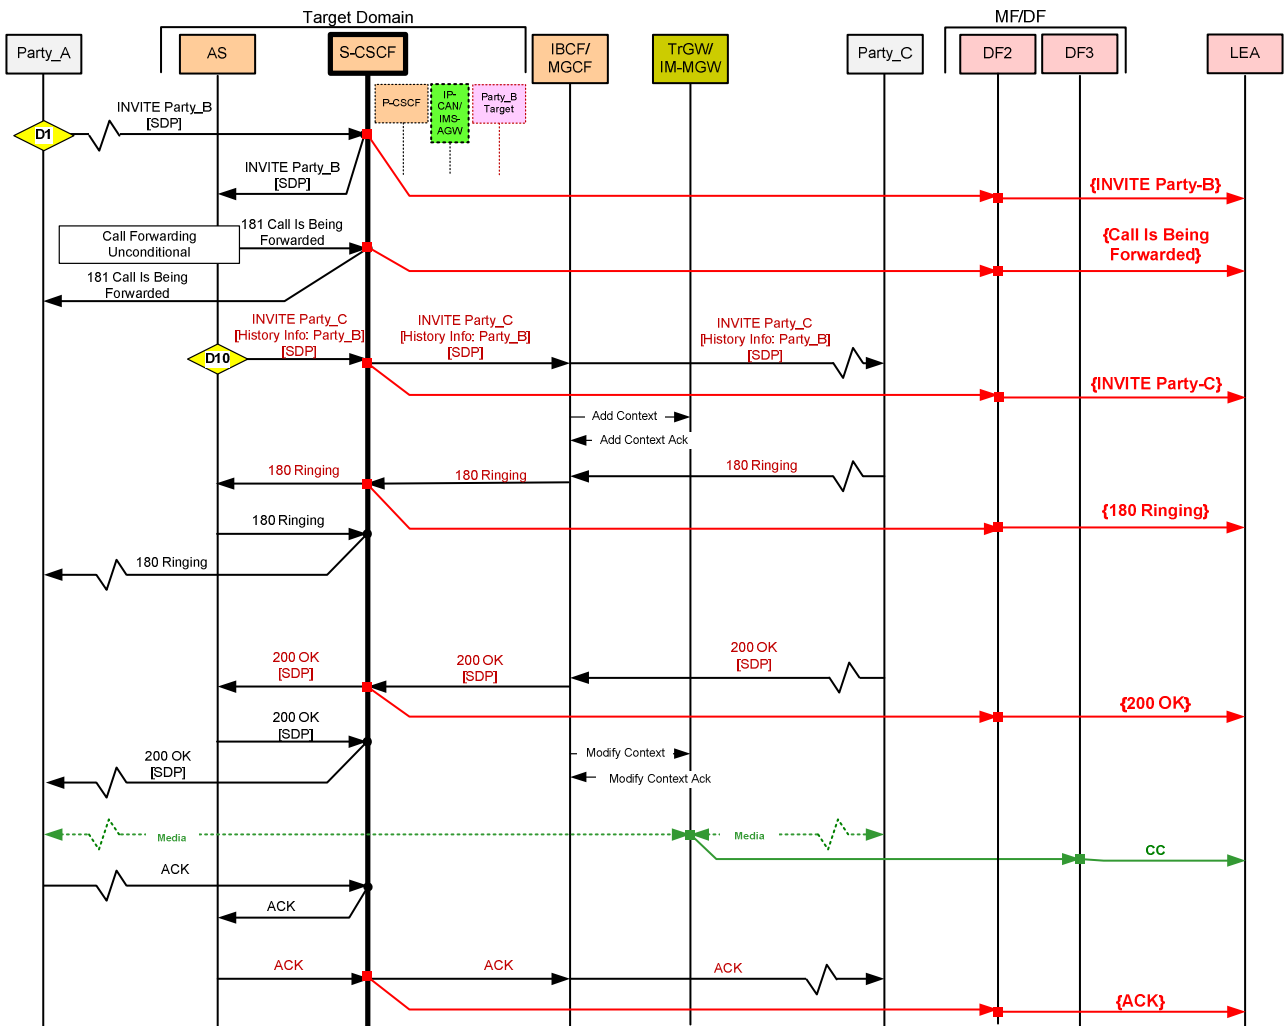 Target Domain
MF/DF
Party_A
AS
S-CSCF
IBCF/
MGCF
TrGW/
IM-MGW
Party_C
DF2
DF3
LEA
P-CSCF
IP-
CAN/
IMS-
AGW
Party_B
Target
INVITE Party_B
[SDP]
D1
INVITE Party_B
[SDP]
{INVITE Party-B}
Call Forwarding
Unconditional
181 Call Is Being
Forwarded
{Call Is Being
Forwarded}
181 Call Is Being
Forwarded
INVITE Party_C
[History Info: Party_B]
[SDP]
INVITE Party_C
[History Info: Party_B]
[SDP]
INVITE Party_C
[History Info: Party_B]
[SDP]
D10
{INVITE Party-C}
Add Context
Add Context Ack
180 Ringing
180 Ringing
180 Ringing
{180 Ringing}
180 Ringing
180 Ringing
200 OK
[SDP]
200 OK
[SDP]
200 OK
[SDP]
{200 OK}
200 OK
[SDP]
200 OK
[SDP]
Modify Context
Modify Context Ack
Media
Media
CC
ACK
ACK
ACK
ACK
ACK
{ACK}